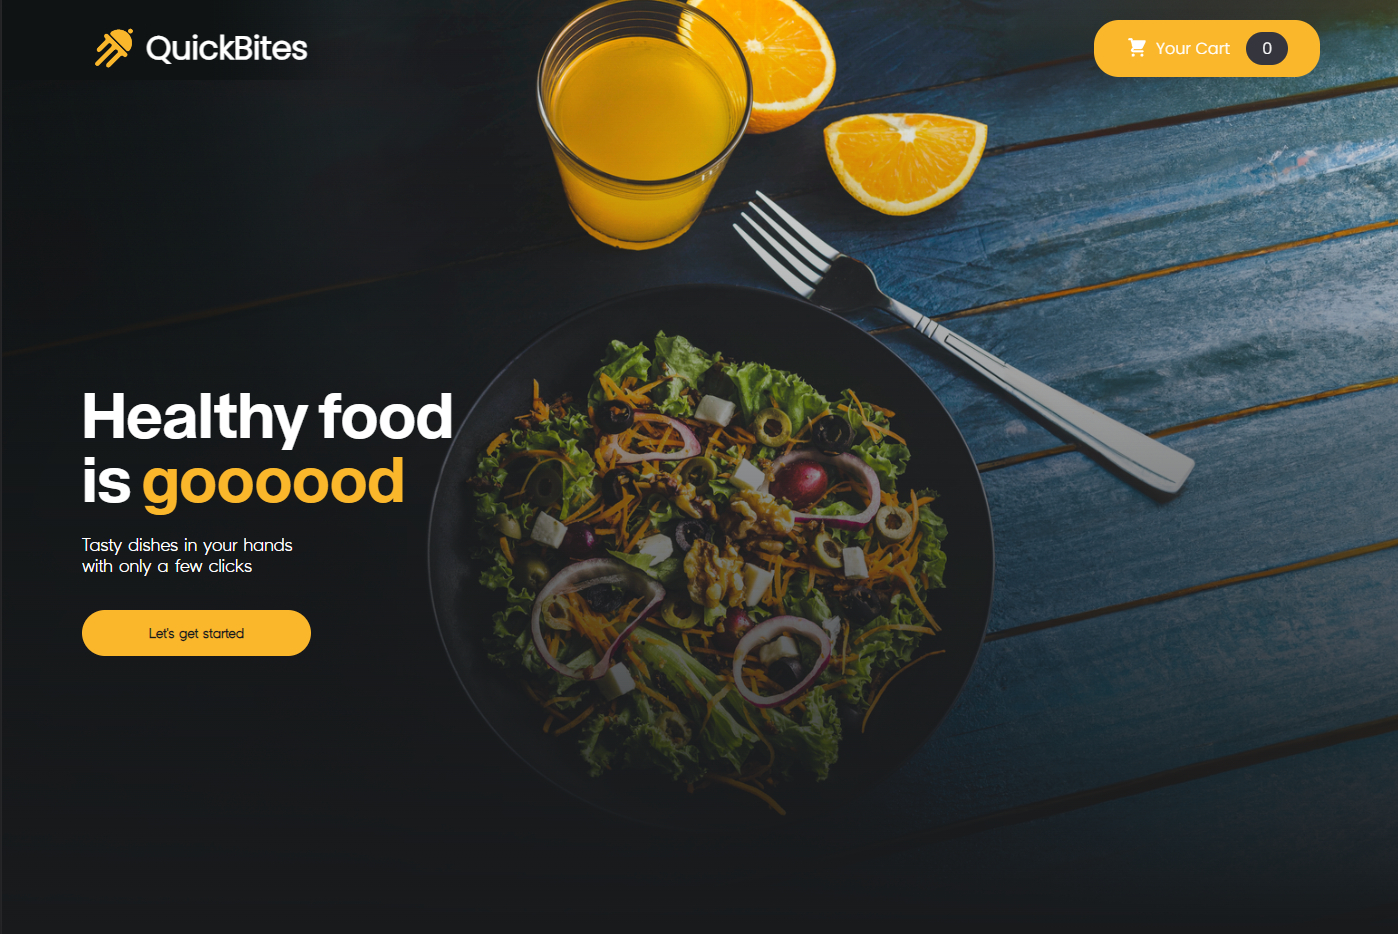 QuickBites
Your Cart 0
Healthy food
is goooood
Tasty dishes in your hands
with only a few clicks
Let's get started